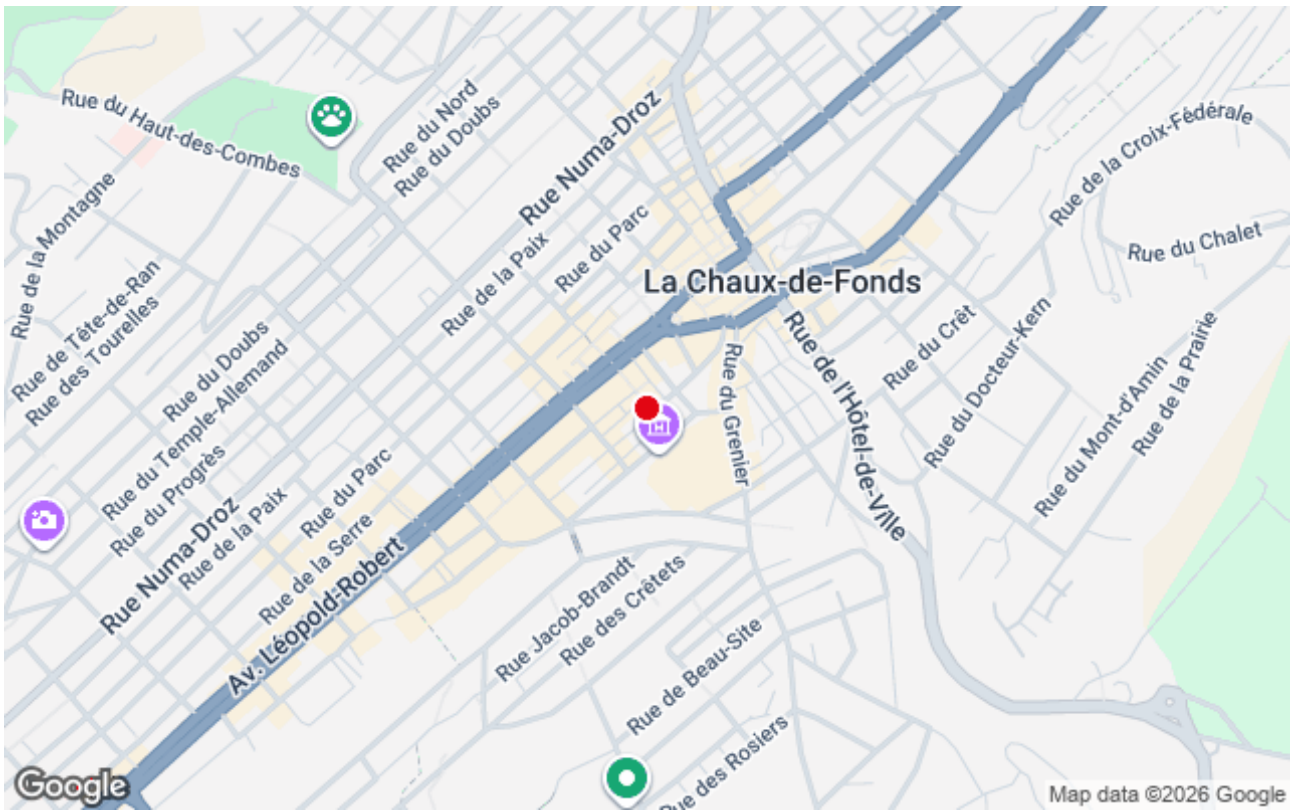 Rue du Haut-des-Combes
Rue du Nord
Rue du Doubs
Rue Numa-Droz
Rue de la Croix-Fédérale
Rue de la Montagne
Rue du Parc
Rue de la Paix
Rue du Chalet
La Chaux-de-Fonds
Rue de Tête-de-Ran
Rue des Tourelles
Rue du Doubs
Rue du Temple-Allemand
Rue du Progrès
Rue du Grenier
Rue de l'Hôtel-de-Ville
Rue du Crêt
Rue du Docteur-Kern
Rue du Mont-d'Amin
Rue de la Prairie
Rue Numa-Droz
Rue de la Paix
Rue du Parc
Rue de la Serre
Av. Léopold-Robert
Rue Jacob-Brandt
Rue des Crêtets
Rue de Beau-Site
Rue des Rosiers
Google
Map data ©2026 Google